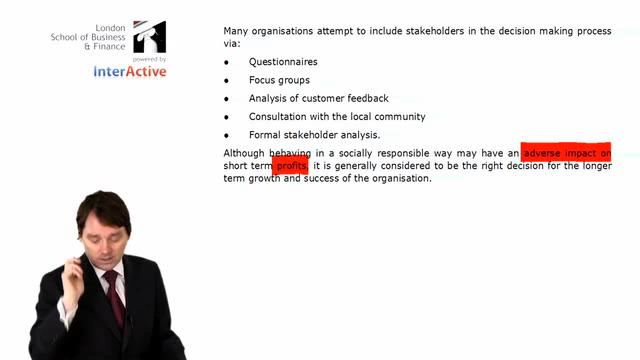 London
School of Business
& Finance
powered by
InterActive
Many organisations attempt to include stakeholders in the decision making process
via:
● Questionnaires
● Focus groups
● Analysis of customer feedback
● Consultation with the local community
● Formal stakeholder analysis.
Although behaving in a socially responsible way may have an adverse impact on
short term profits, it is generally considered to be the right decision for the longer
term growth and success of the organisation.